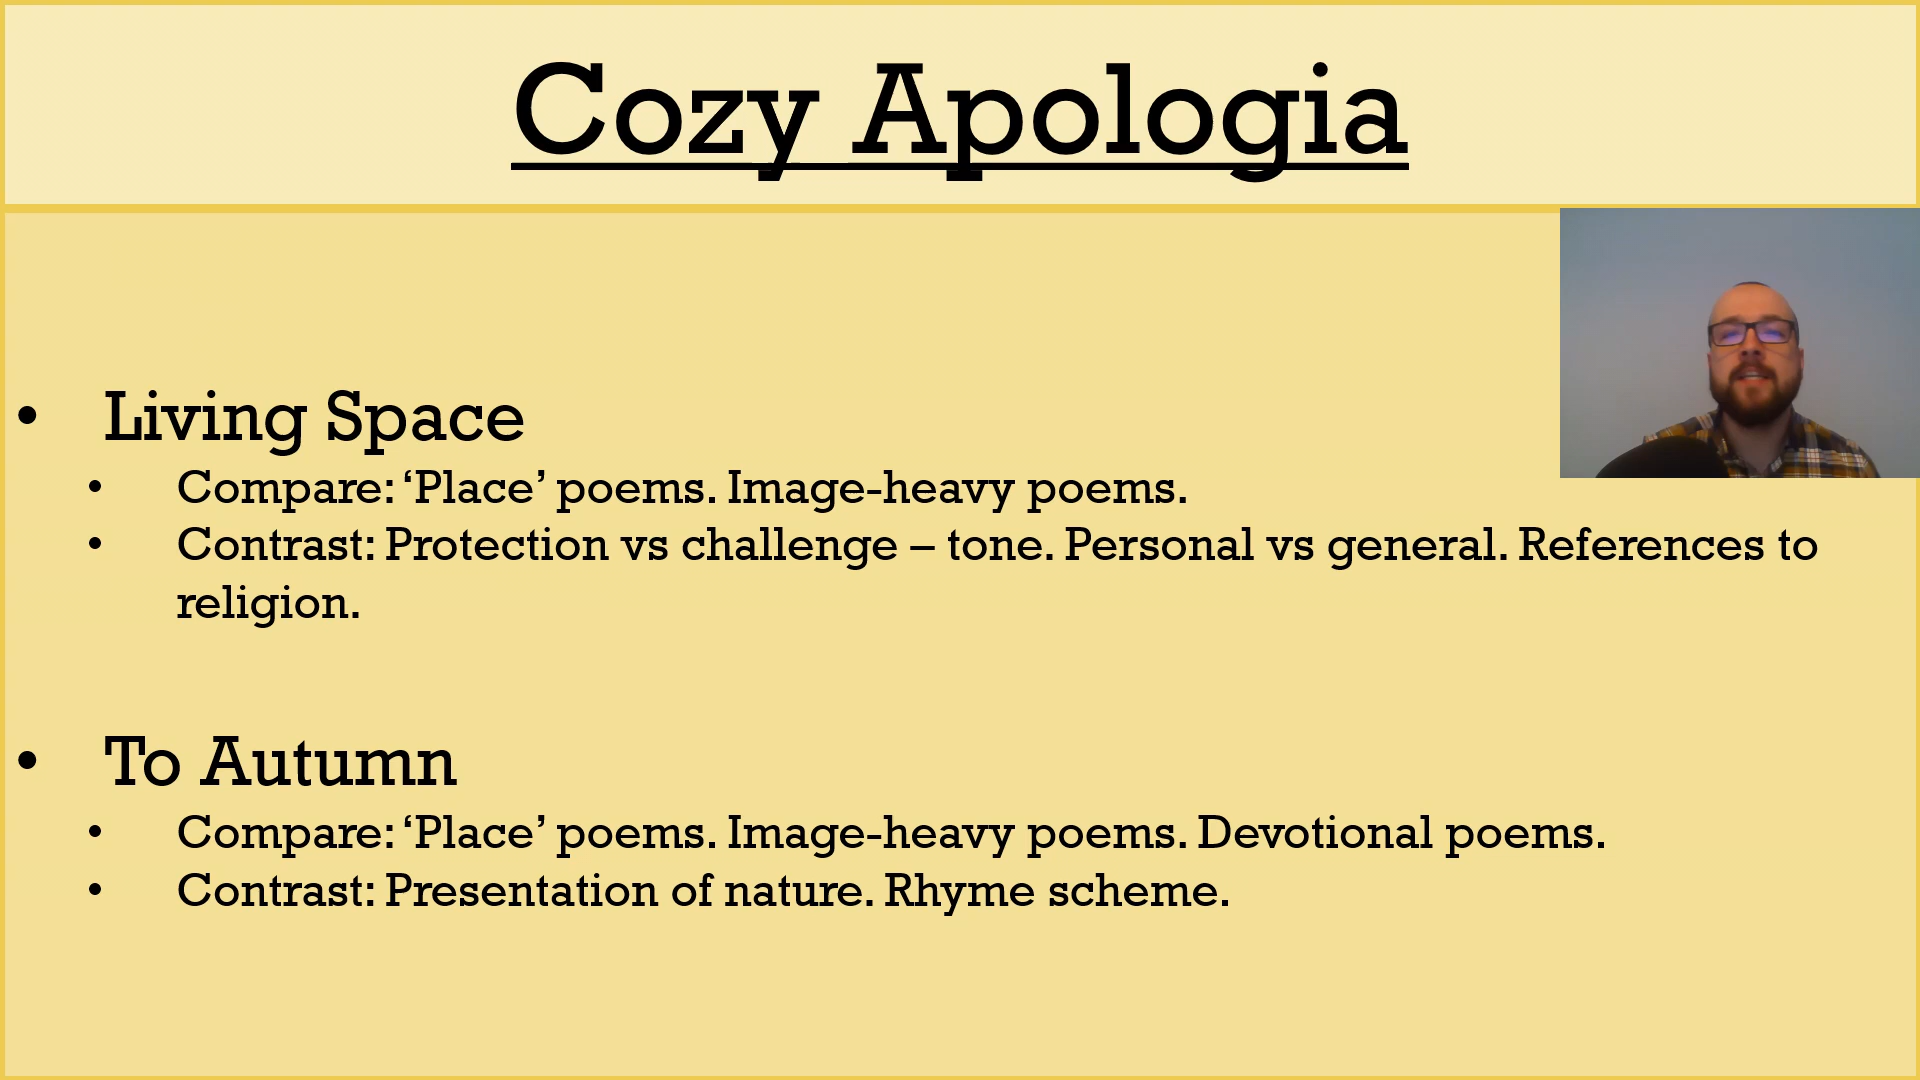 Cozy Apologia
• Living Space
• Compare: ‘Place’ poems. Image-heavy poems.
• Contrast: Protection vs challenge – tone. Personal vs general. References to
religion.
• To Autumn
• Compare: ‘Place’ poems. Image-heavy poems. Devotional poems.
• Contrast: Presentation of nature. Rhyme scheme.